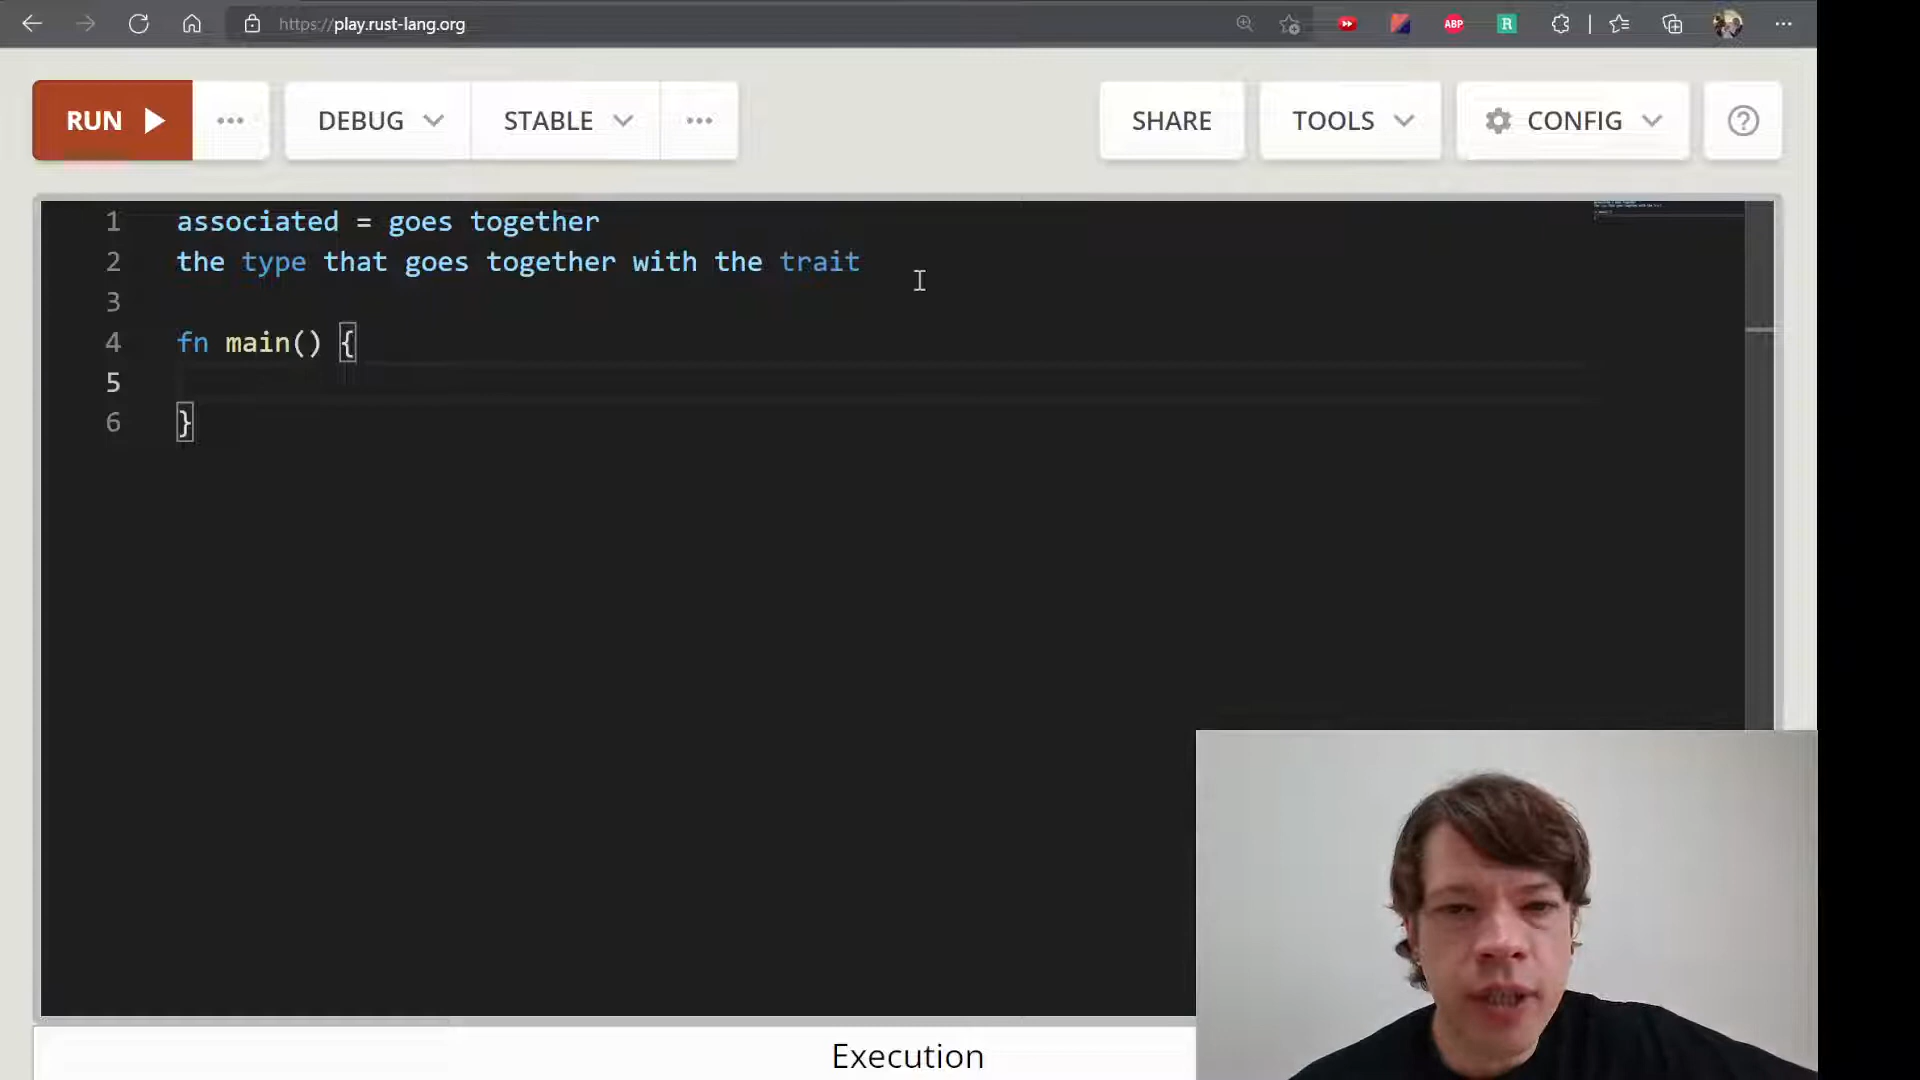 https://play.rust-lang.org
ABP
R
RUN
DEBUG
STABLE
SHARE
TOOLS
CONFIG
1 associated = goes together
2 the type that goes together with the trait
3
4 fn main() {
5
6 }
Execution